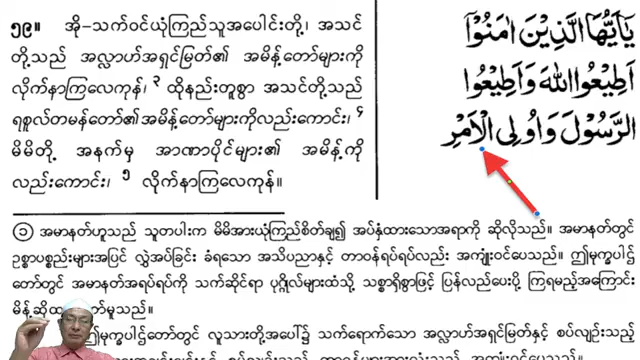 ၅၉။ အို-သက်ဝင်ယုံကြည်သူအပေါင်းတို့၊ အသင်
တို့သည် အလ္လာဟ်အရှင်မြတ်၏ အမိန့်တော်များကို
လိုက်နာကြလေကုန်၊ ၃ ထိုနည်းတူစွာ အသင်တို့သည်
ရစူလ်တမန်တော်၏အမိန့်တော်များကိုလည်းကောင်း၊ ၄
မိမိတို့ အနက်မှ အာဏာပိုင်များ၏ အမိန့်ကို
လည်းကောင်း၊ ၅ လိုက်နာကြလေကုန်။
يٰۤاَيُّهَا الَّذِيْنَ اٰمَنُوْۤا
اَطِيْعُوا اللّٰهَ وَاَطِيْعُوا
الرَّسُوْلَ وَاُولِى الْاَمْرِ
၁ အမာနတ်ဟူသည် သူတပါးက မိမိအားယုံကြည်စိတ်ချ၍ အပ်နှံထားသောအရာကို ဆိုလိုသည်။ အမာနတ်တွင်
ဥစ္စာပစ္စည်းများအပြင် လွှဲအပ်ခြင်း ခံရသော အသိပညာနှင့် တာဝန်ရပ်ရပ်လည်း အကျုံးဝင်ပေသည်။ ဤမုခ္ခပါဌ်
တော်တွင် အမာနတ်အရပ်ရပ်ကို သက်ဆိုင်ရာ ပုဂ္ဂိုလ်များထံသို့ သစ္စာရှိစွာဖြင့် ပြန်လည်ပေးပို့ ကြရမည့်အကြောင်း
မိန့်ဆို
ဤမုခ္ခပါဌ်တော်တွင် လူသားတို့အပေါ်၌ သက်ရောက်သော အလ္လာဟ်အရှင်မြတ်နှင့် စပ်လျဉ်းသည့်